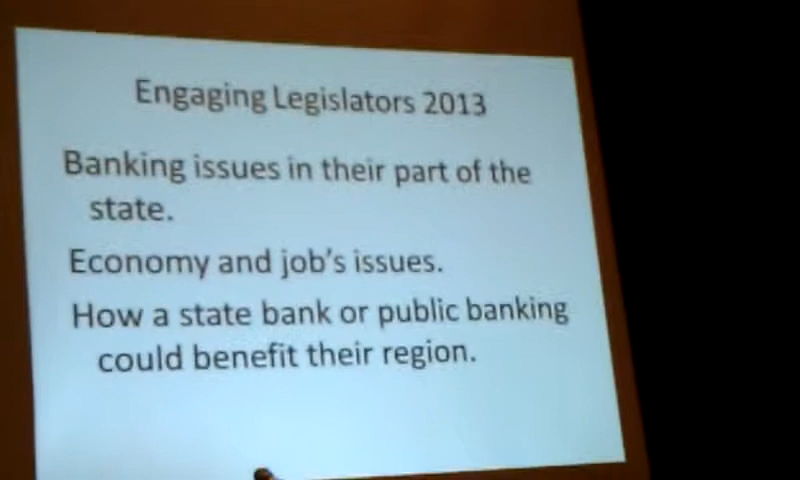 Engaging Legislators 2013
Banking issues in their part of the
state.
Economy and job's issues.
How a state bank or public banking
could benefit their region.